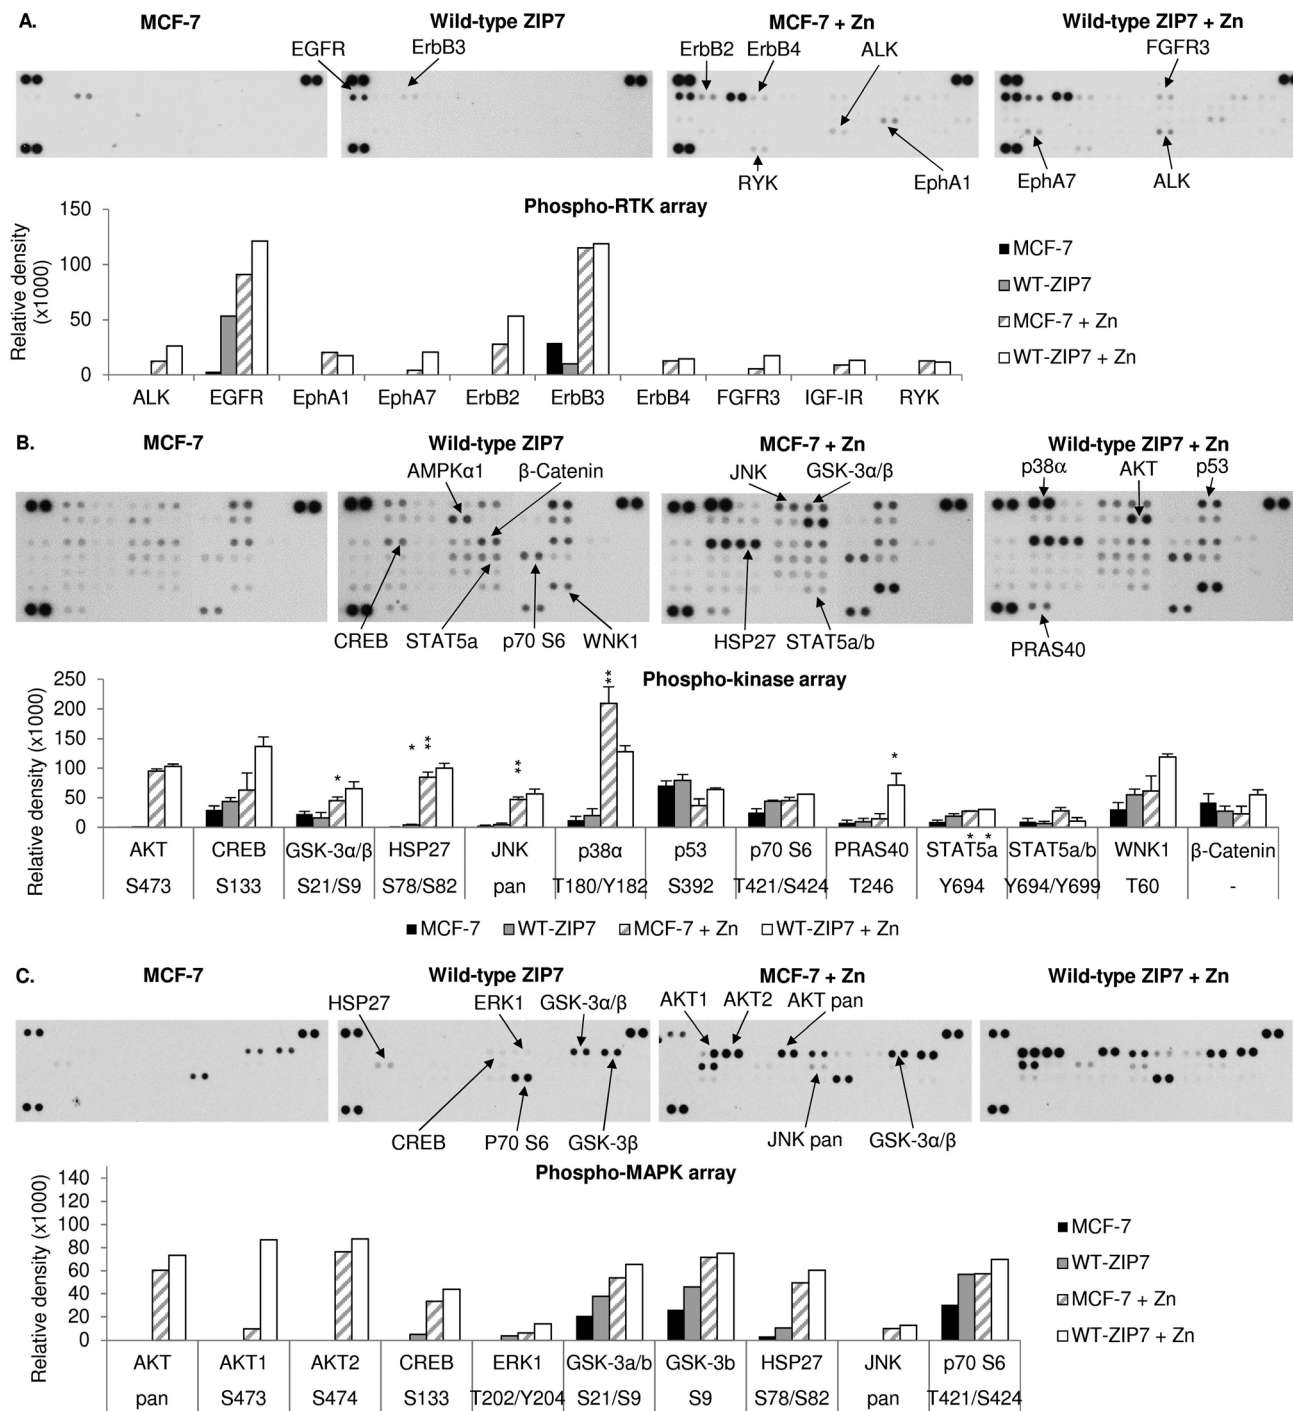 A.
MCF-7
Wild-type ZIP7
MCF-7 + Zn
Wild-type ZIP7 + Zn
EGFR
ErbB3
ErbB2
ErbB4
ALK
FGFR3
RYK
EphA1
EphA7
ALK
Phospho-RTK array
Relative density
(x1000)
150
100
50
0
ALK EGFR EphA1 EphA7 ErbB2 ErbB3 ErbB4 FGFR3 IGF-IR RYK
MCF-7
WT-ZIP7
MCF-7 + Zn
WT-ZIP7 + Zn
B.
MCF-7
Wild-type ZIP7
MCF-7 + Zn
Wild-type ZIP7 + Zn
AMPKα1
β-Catenin
JNK
GSK-3α/β
p38α
AKT
p53
CREB
STAT5a
p70 S6
WNK1
HSP27
STAT5a/b
PRAS40
Phospho-kinase array
Relative density (x1000)
250
200
150
100
50
0
*
*
**
**
**
*
*
*
AKT CREB GSK-3α/β HSP27 JNK p38α p53 p70 S6 PRAS40 STAT5a STAT5a/b WNK1 β-Catenin
S473 S133 S21/S9 S78/S82 pan T180/Y182 S392 T421/S424 T246 Y694 Y694/Y699 T60 -
MCF-7 WT-ZIP7 MCF-7 + Zn WT-ZIP7 + Zn
C.
MCF-7
Wild-type ZIP7
MCF-7 + Zn
Wild-type ZIP7 + Zn
HSP27
ERK1
GSK-3α/β
AKT1
AKT2
AKT pan
CREB
P70 S6
GSK-3β
JNK pan
GSK-3α/β
Phospho-MAPK array
Relative density (x1000)
140
120
100
80
60
40
20
0
AKT AKT1 AKT2 CREB ERK1 GSK-3a/b GSK-3b HSP27 JNK p70 S6
pan S473 S474 S133 T202/Y204 S21/S9 S9 S78/S82 pan T421/S424
MCF-7
WT-ZIP7
MCF-7 + Zn
WT-ZIP7 + Zn